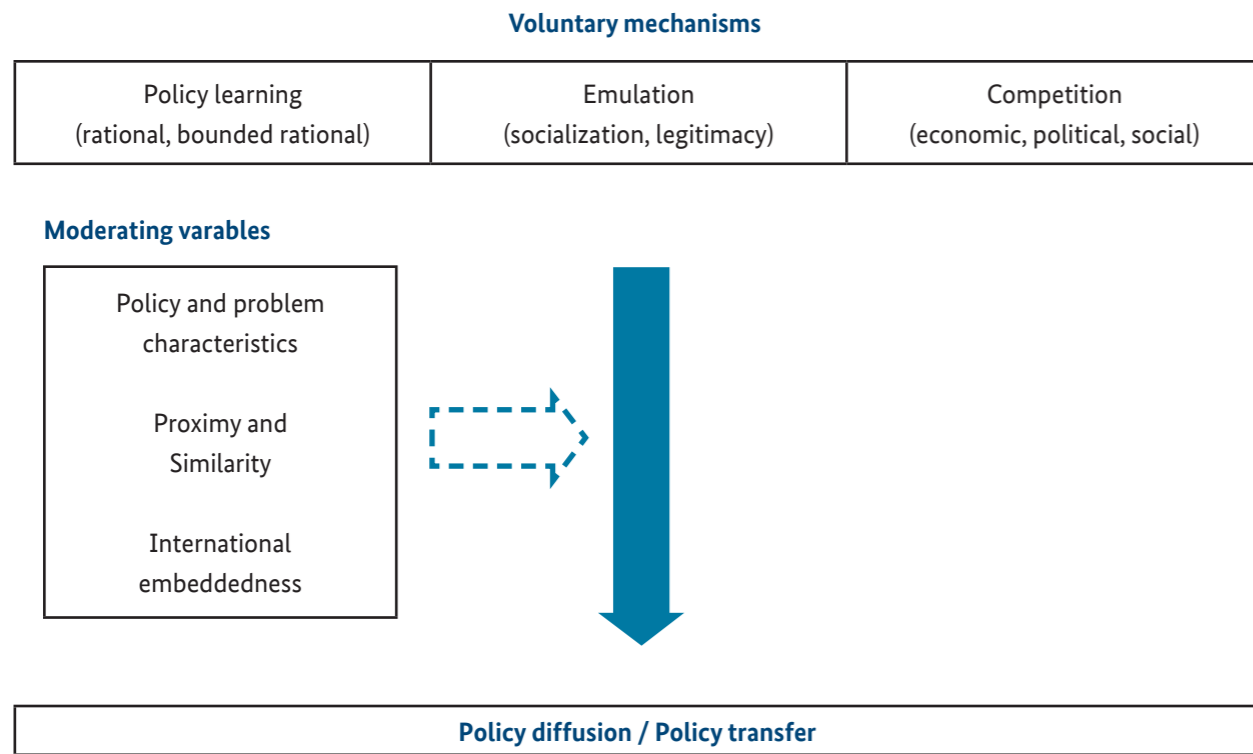 Voluntary mechanisms
Policy learning
(rational, bounded rational)
Emulation
(socialization, legitimacy)
Competition
(economic, political, social)
Moderating varables
Policy and problem
characteristics
Proximy and
Similarity
International
embeddedness
Policy diffusion / Policy transfer